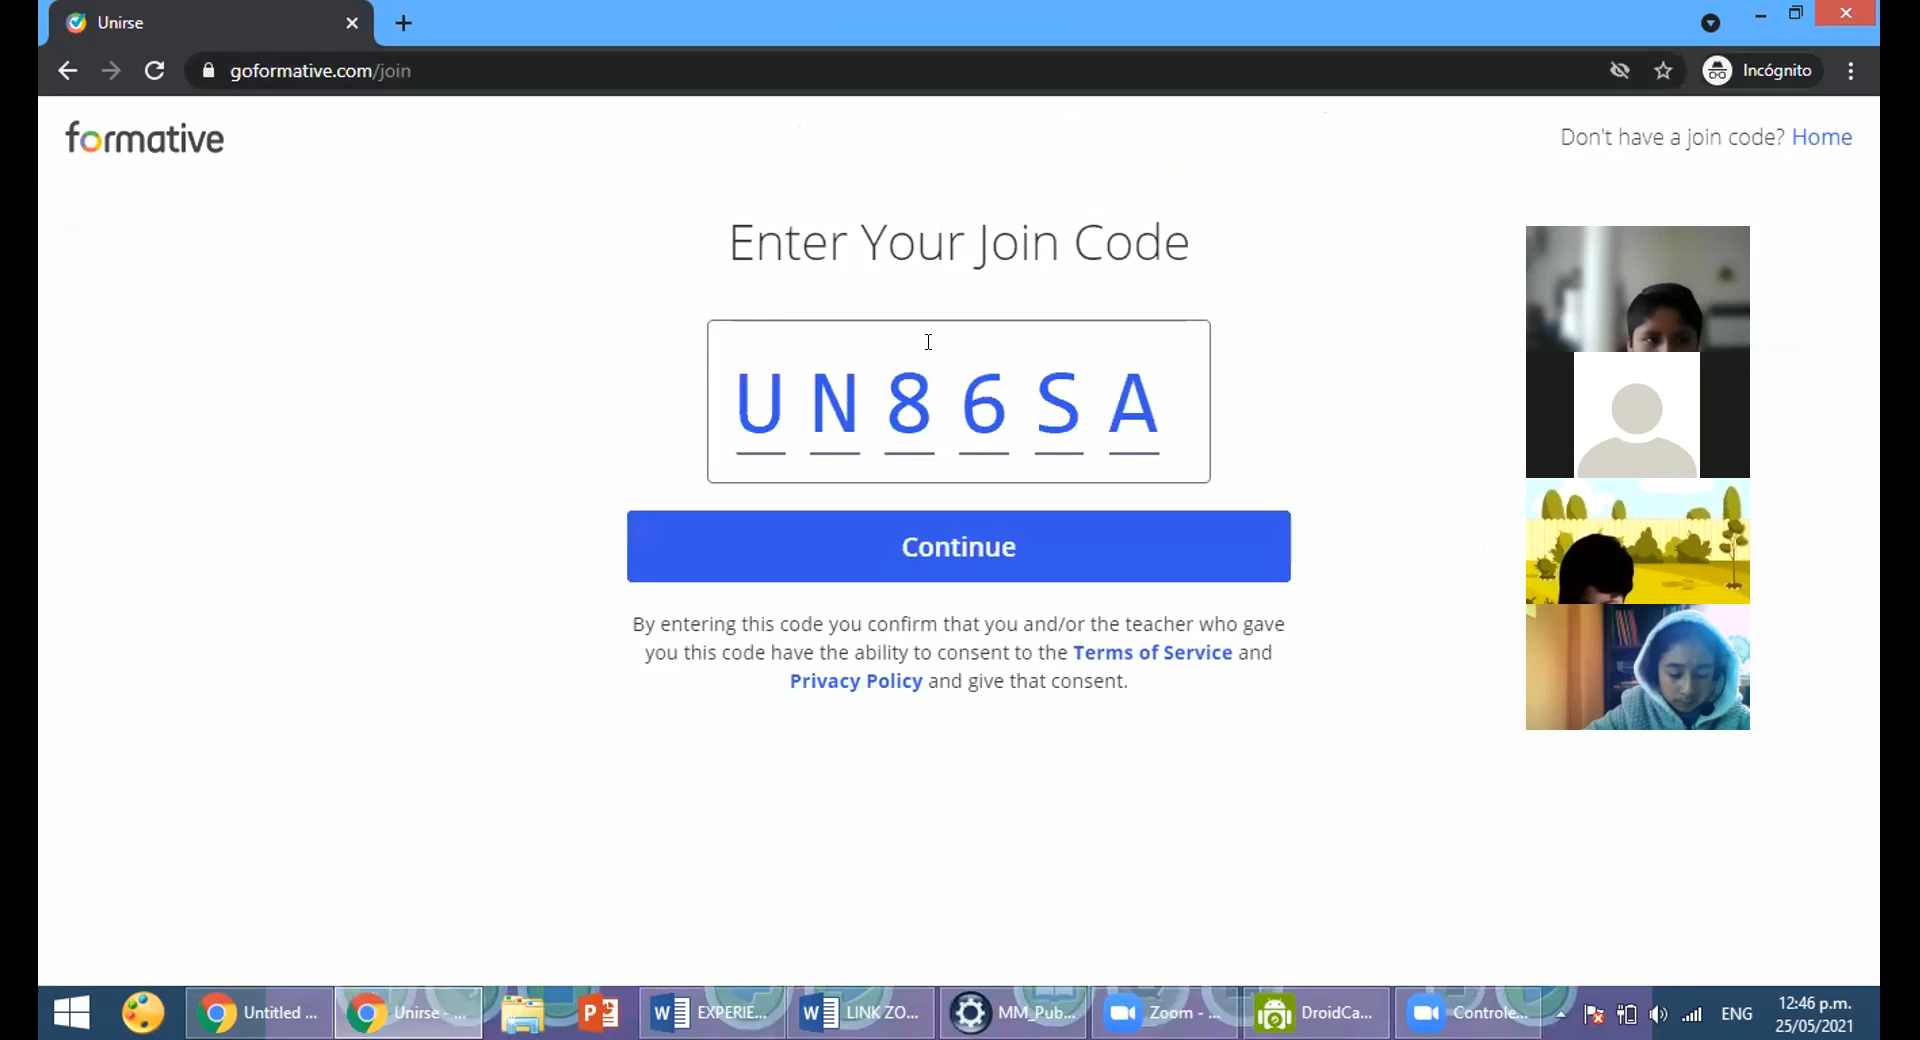 Unirse
goformative.com/join
Incógnito
formative
Don't have a join code? Home
Enter Your Join Code
UN86SA
Continue
By entering this code you confirm that you and/or the teacher who gave
you this code have the ability to consent to the Terms of Service and
Privacy Policy and give that consent.
Untitled ...
Unirse - ...
EXPERIE...
LINK ZO...
MM_Pub...
Zoom - ...
DroidCa...
Controle...
ENG
12:46 p.m.
25/05/2021